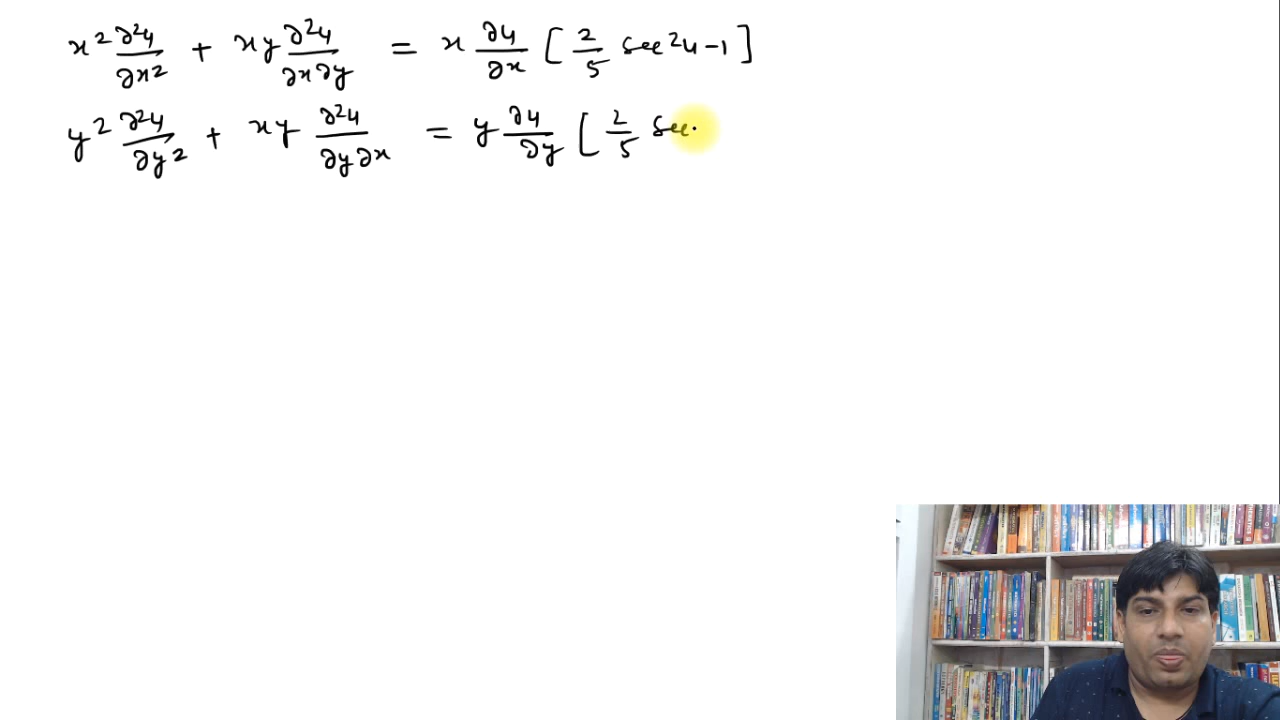 x² ∂²u/∂x² + xy ∂²u/∂x∂y = x ∂u/∂x [2/5 sec²u-1]
y² ∂²u/∂y² + xy ∂²u/∂y∂x = y ∂u/∂y [2/5 sec